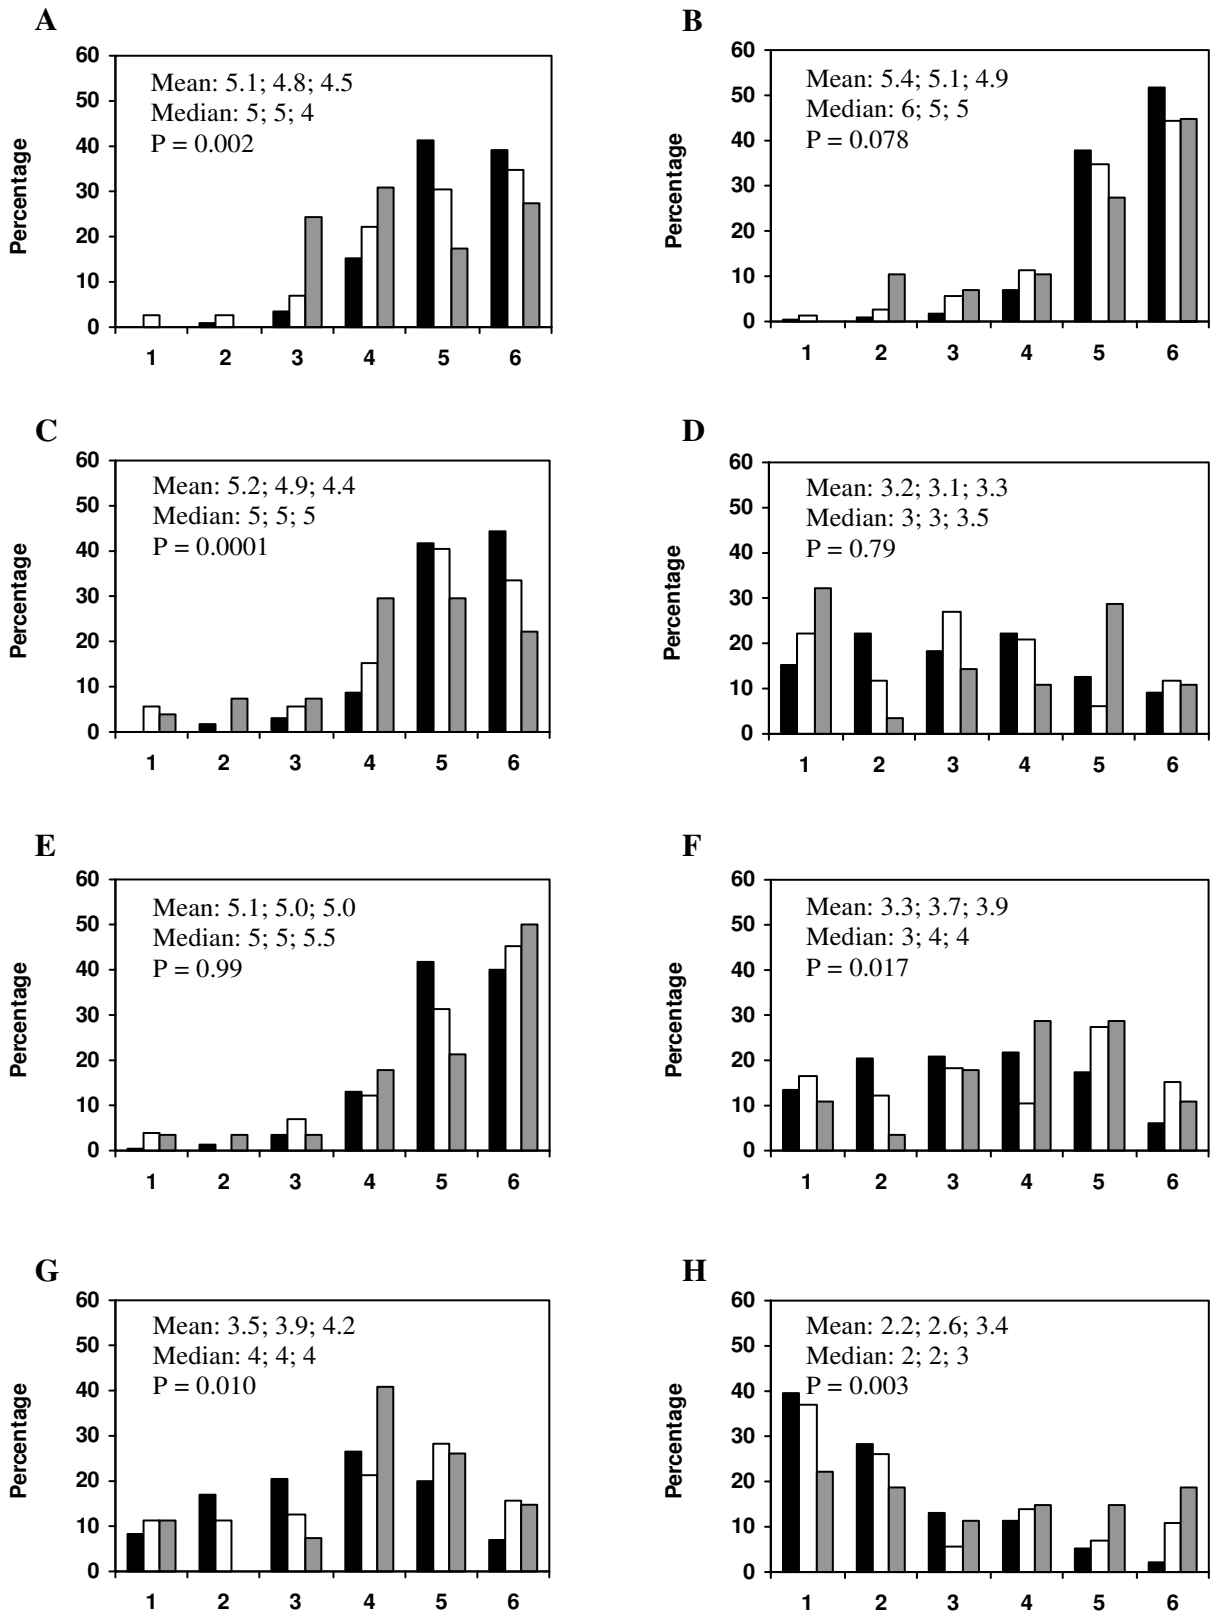 A
60
50
40
30
20
10
0
Percentage
Mean: 5.1; 4.8; 4.5
Median: 5; 5; 4
P = 0.002
1 2 3 4 5 6
B
60
50
40
30
20
10
0
Percentage
Mean: 5.4; 5.1; 4.9
Median: 6; 5; 5
P = 0.078
1 2 3 4 5 6
C
60
50
40
30
20
10
0
Percentage
Mean: 5.2; 4.9; 4.4
Median: 5; 5; 5
P = 0.0001
1 2 3 4 5 6
D
60
50
40
30
20
10
0
Percentage
Mean: 3.2; 3.1; 3.3
Median: 3; 3; 3.5
P = 0.79
1 2 3 4 5 6
E
60
50
40
30
20
10
0
Percentage
Mean: 5.1; 5.0; 5.0
Median: 5; 5; 5.5
P = 0.99
1 2 3 4 5 6
F
60
50
40
30
20
10
0
Percentage
Mean: 3.3; 3.7; 3.9
Median: 3; 4; 4
P = 0.017
1 2 3 4 5 6
G
60
50
40
30
20
10
0
Percentage
Mean: 3.5; 3.9; 4.2
Median: 4; 4; 4
P = 0.010
1 2 3 4 5 6
H
60
50
40
30
20
10
0
Percentage
Mean: 2.2; 2.6; 3.4
Median: 2; 2; 3
P = 0.003
1 2 3 4 5 6